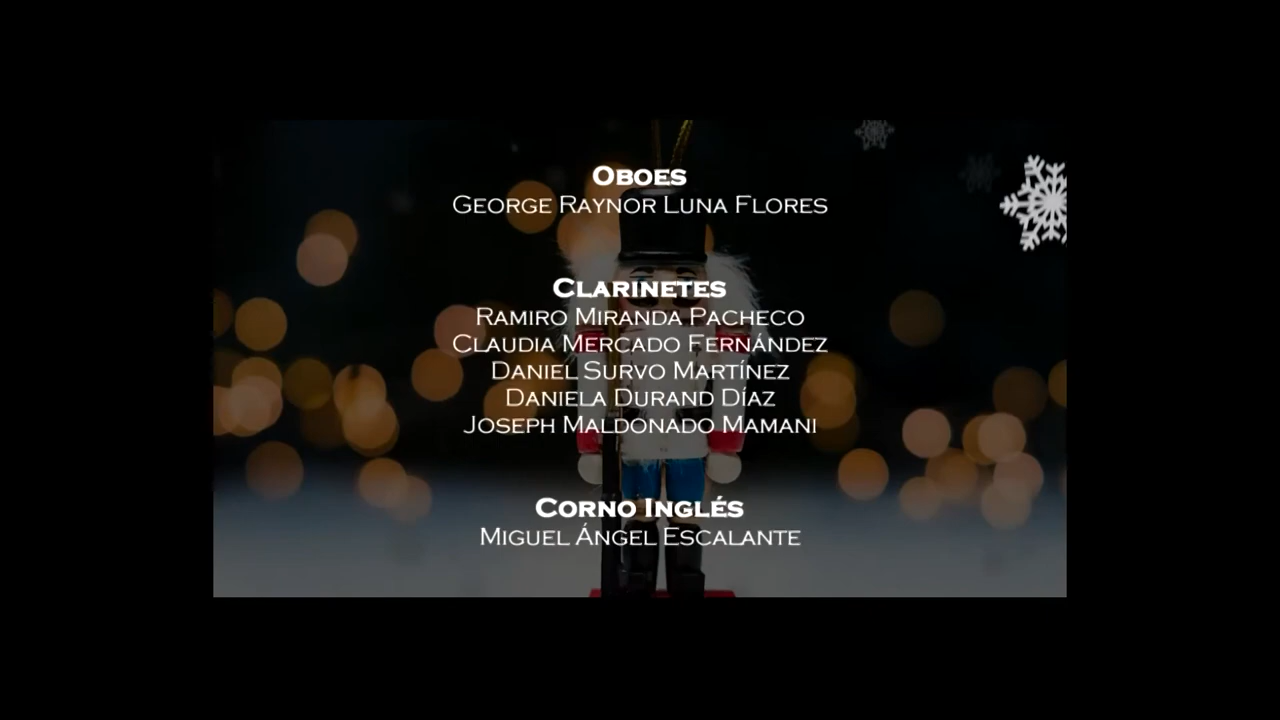 OBOES
GEORGE RAYNOR LUNA FLORES
CLARINETES
RAMIRO MIRANDA PACHECO
CLAUDIA MERCADO FERNÁNDEZ
DANIEL SURVO MARTÍNEZ
DANIELA DURAND DÍAZ
JOSEPH MALDONADO MAMANI
CORNO INGLÉS
MIGUEL ÁNGEL ESCALANTE